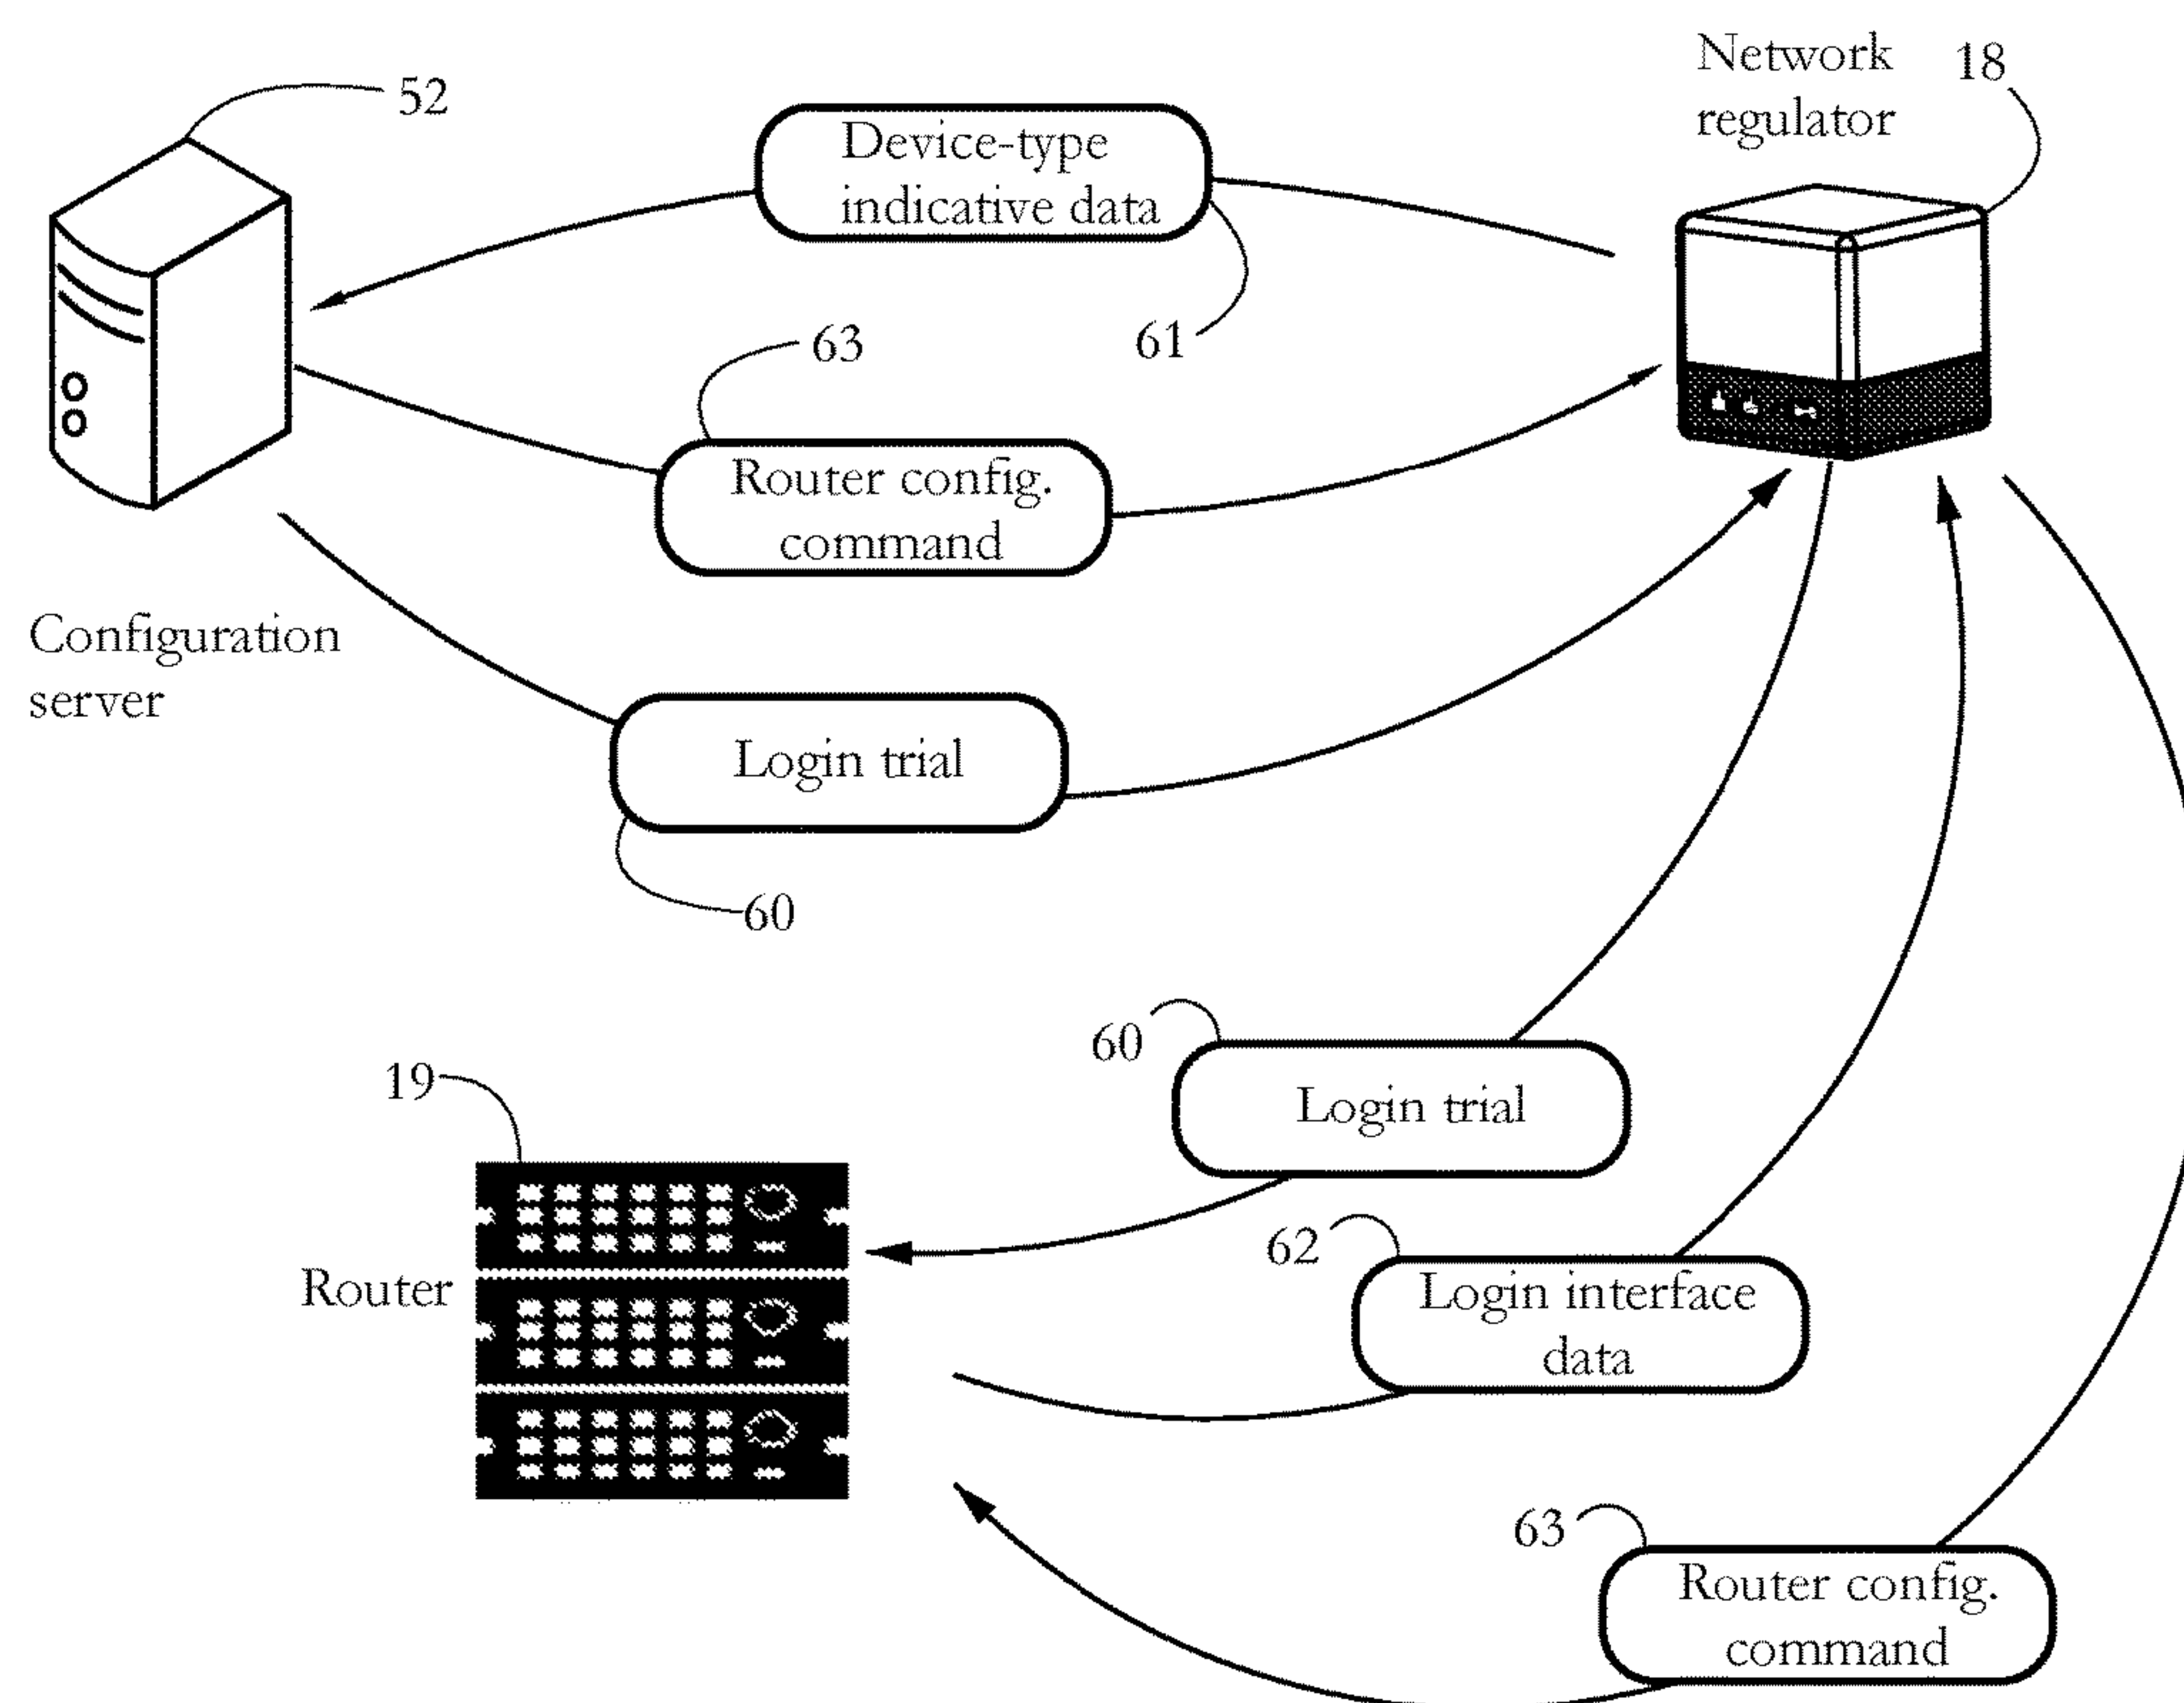 Network
regulator
18
52
Device-type
indicative data
61
63
Router config.
command
Configuration
server
Login trial
60
60
Login trial
19
Router
62
Login interface
data
63
Router config.
command